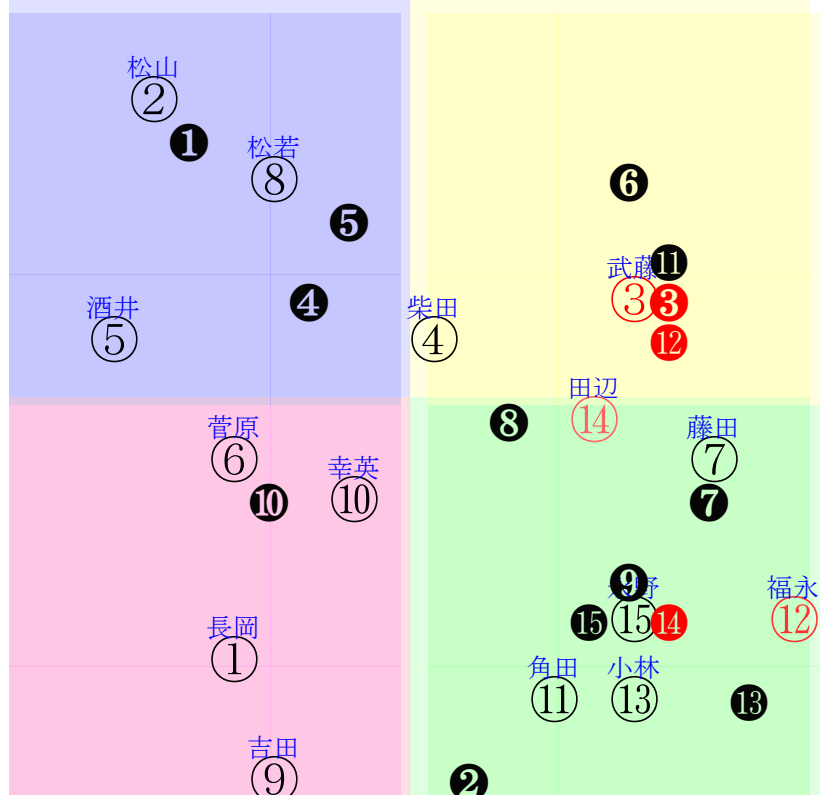 松山
②
❶
松若
⑧
❻
❺
武藤
⓫
③
❸
❹
酒井
⑤
柴田
④
⓬
田辺
⑭
❽
菅原
⑥
藤田
⑦
幸英
⑩
❿
❼
❾
野
⑮
⓯
⓮
福永
⑫
長岡
①
角田
⑪
小林
⑬
⓭
吉田
⑨
❷